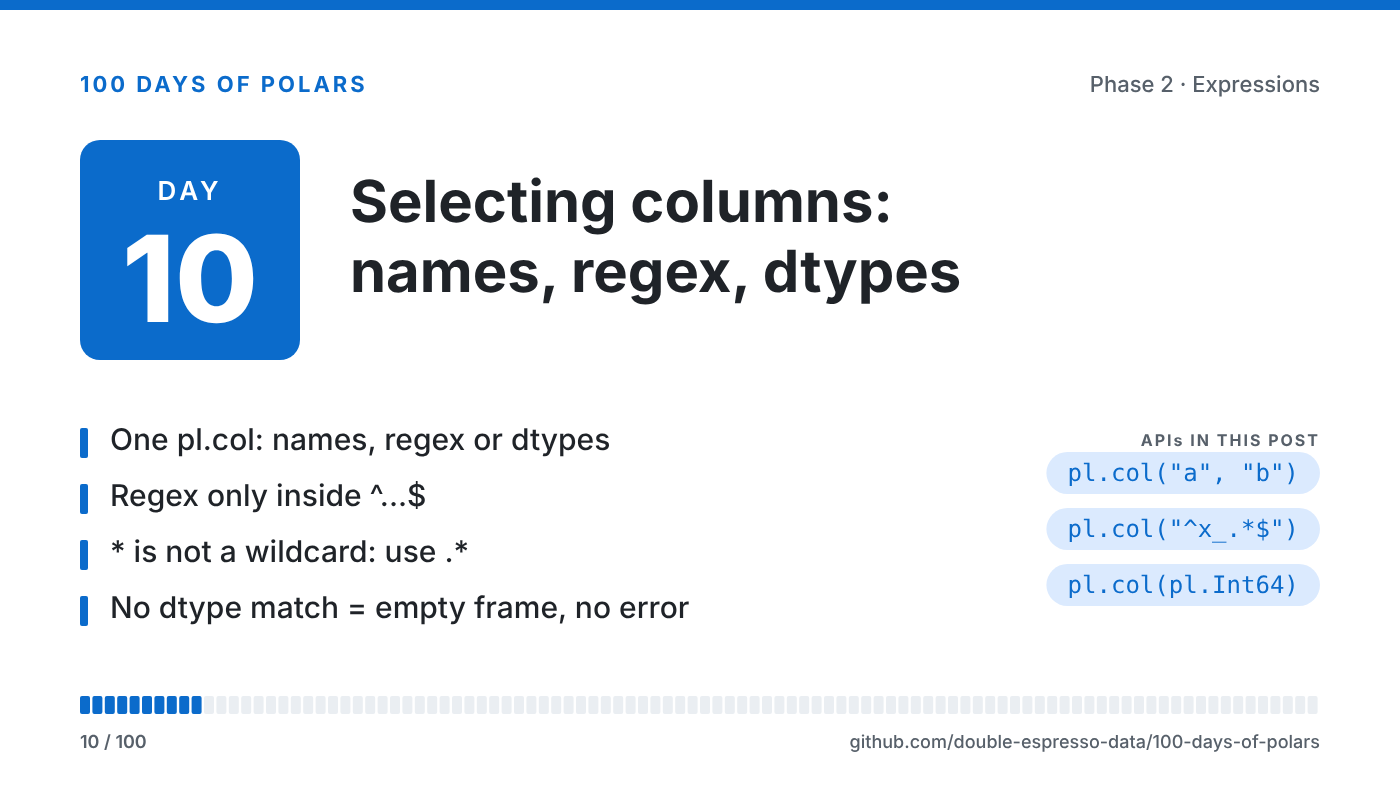 100 DAYS OF POLARS
Phase 2 · Expressions
DAY
10
Selecting columns:
names, regex, dtypes
One pl.col: names, regex or dtypes
Regex only inside ^…$
* is not a wildcard: use .*
No dtype match = empty frame, no error
APIs IN THIS POST
pl.col("a", "b")
pl.col("^x_.*$")
pl.col(pl.Int64)
10 / 100
github.com/double-espresso-data/100-days-of-polars